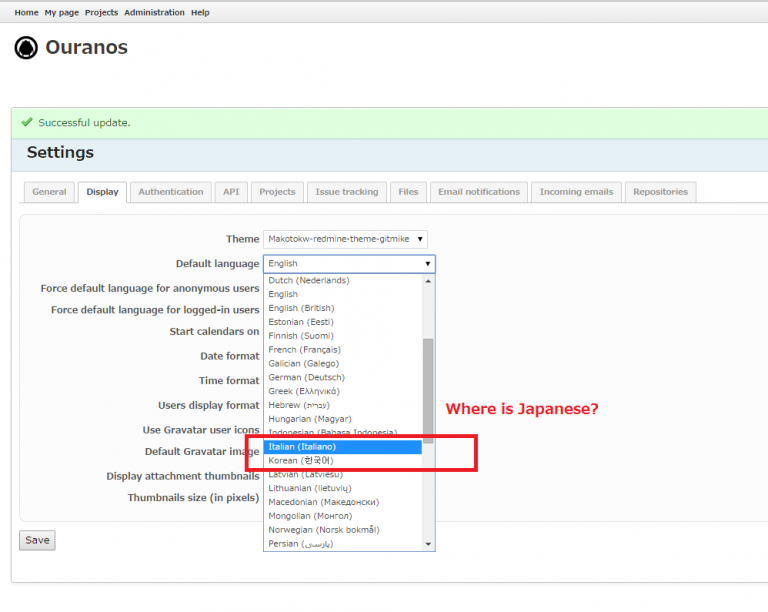 Home My page Projects Administration Help
Ouranos
Successful update.
Settings
General Display Authentication API Projects Issue tracking Files Email notifications Incoming emails Repositories
Theme Makotokw-redmine-theme-gitmike
Default language English
Force default language for anonymous users
Force default language for logged-in users
Start calendars on
Date format
Time format
Users display format
Use Gravatar user icons
Default Gravatar image
Display attachment thumbnails
Thumbnails size (in pixels)
Dutch (Nederlands)
English
English (British)
Estonian (Eesti)
Finnish (Suomi)
French (Français)
Galician (Galego)
German (Deutsch)
Greek (Ελληνικά)
Hebrew (עברית)
Hungarian (Magyar)
Indonesian (Bahasa Indonesia)
Italian (Italiano)
Korean (한국어)
Latvian (Latviešu)
Lithuanian (lietuvių)
Macedonian (Македонски)
Mongolian (Монгол)
Norwegian (Norsk bokmål)
Persian (پارسی)
Where is Japanese?
Save